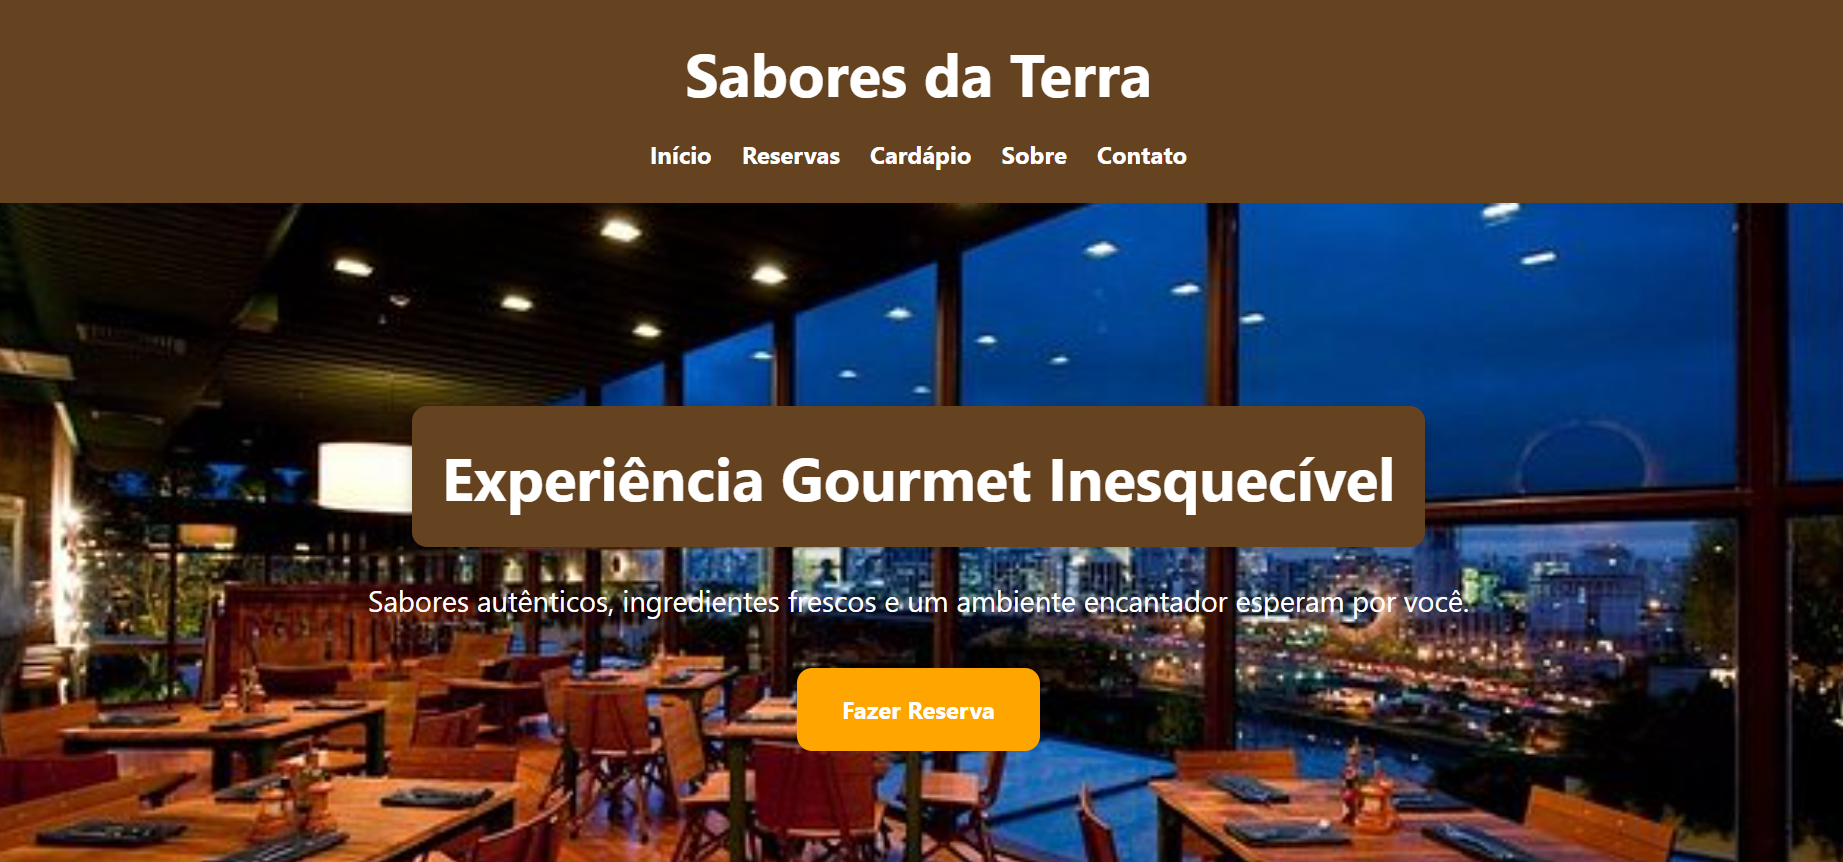 Sabores da Terra
Início Reservas Cardápio Sobre Contato
Experiência Gourmet Inesquecível
Sabores autênticos, ingredientes frescos e um ambiente encantador esperam por você.
Fazer Reserva